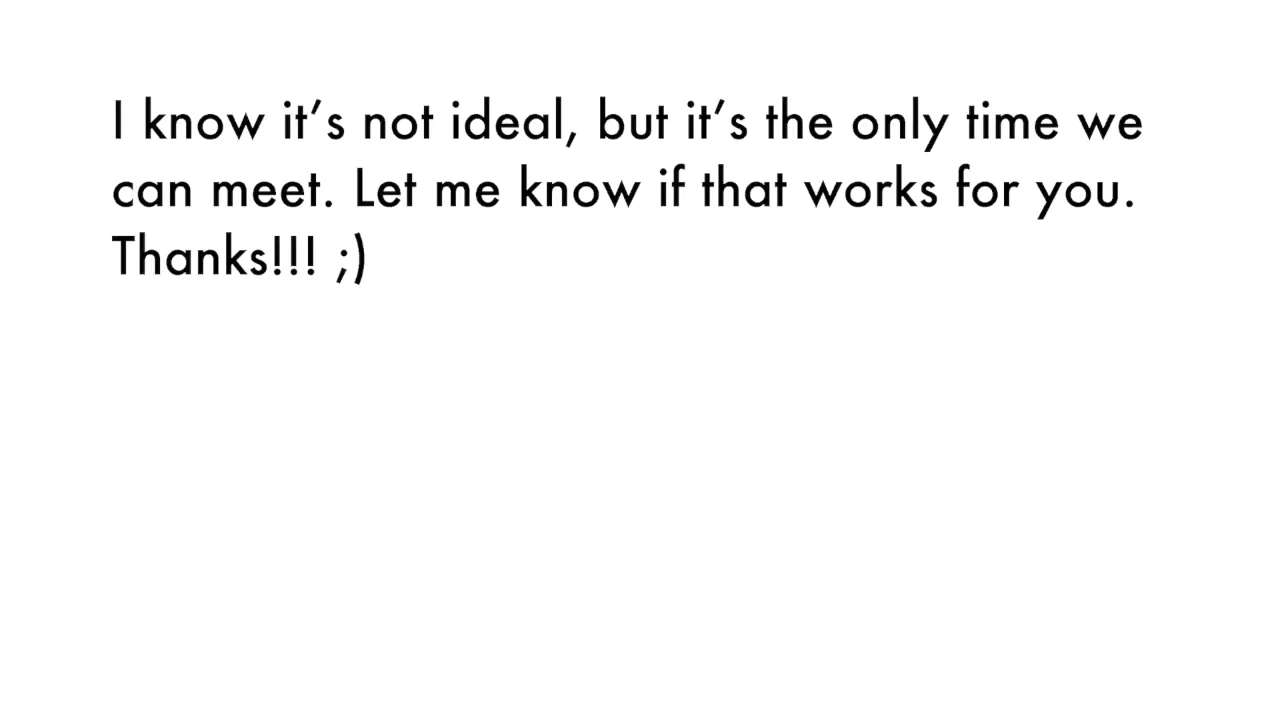 I know it’s not ideal, but it’s the only time we
can meet. Let me know if that works for you.
Thanks!!! ;)